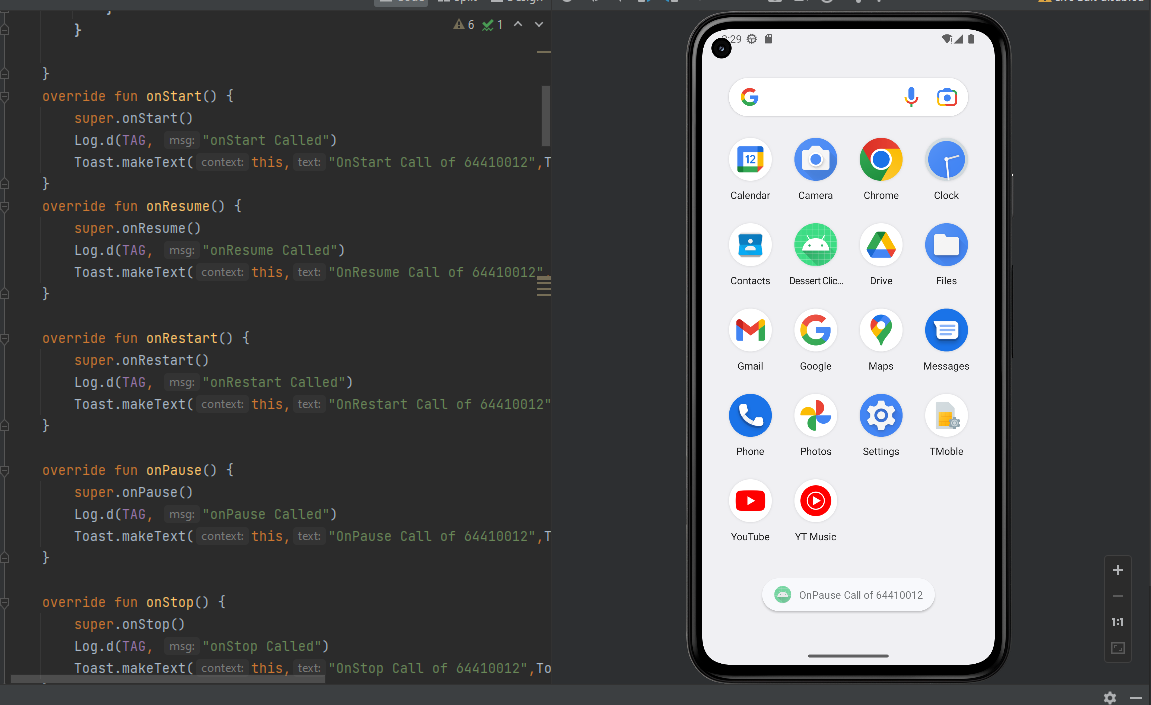 }
6 1
}
override fun onStart() {
super.onStart()
Log.d(TAG, msg: "onStart Called")
Toast.makeText( context: this, text: "OnStart Call of 64410012",T
}
override fun onResume() {
super.onResume()
Log.d(TAG, msg: "onResume Called")
Toast.makeText( context: this, text: "OnResume Call of 64410012"
}
override fun onRestart() {
super.onRestart()
Log.d(TAG, msg: "onRestart Called")
Toast.makeText( context: this, text: "OnRestart Call of 64410012"
}
override fun onPause() {
super.onPause()
Log.d(TAG, msg: "onPause Called")
Toast.makeText( context: this, text: "OnPause Call of 64410012",T
}
override fun onStop() {
super.onStop()
Log.d(TAG, msg: "onStop Called")
Toast.makeText( context: this, text: "OnStop Call of 64410012",To
:29
12
Calendar Camera Chrome Clock
Contacts Dessert Clic... Drive Files
Gmail Google Maps Messages
Phone Photos Settings TMoble
YouTube YT Music
OnPause Call of 64410012
1:1